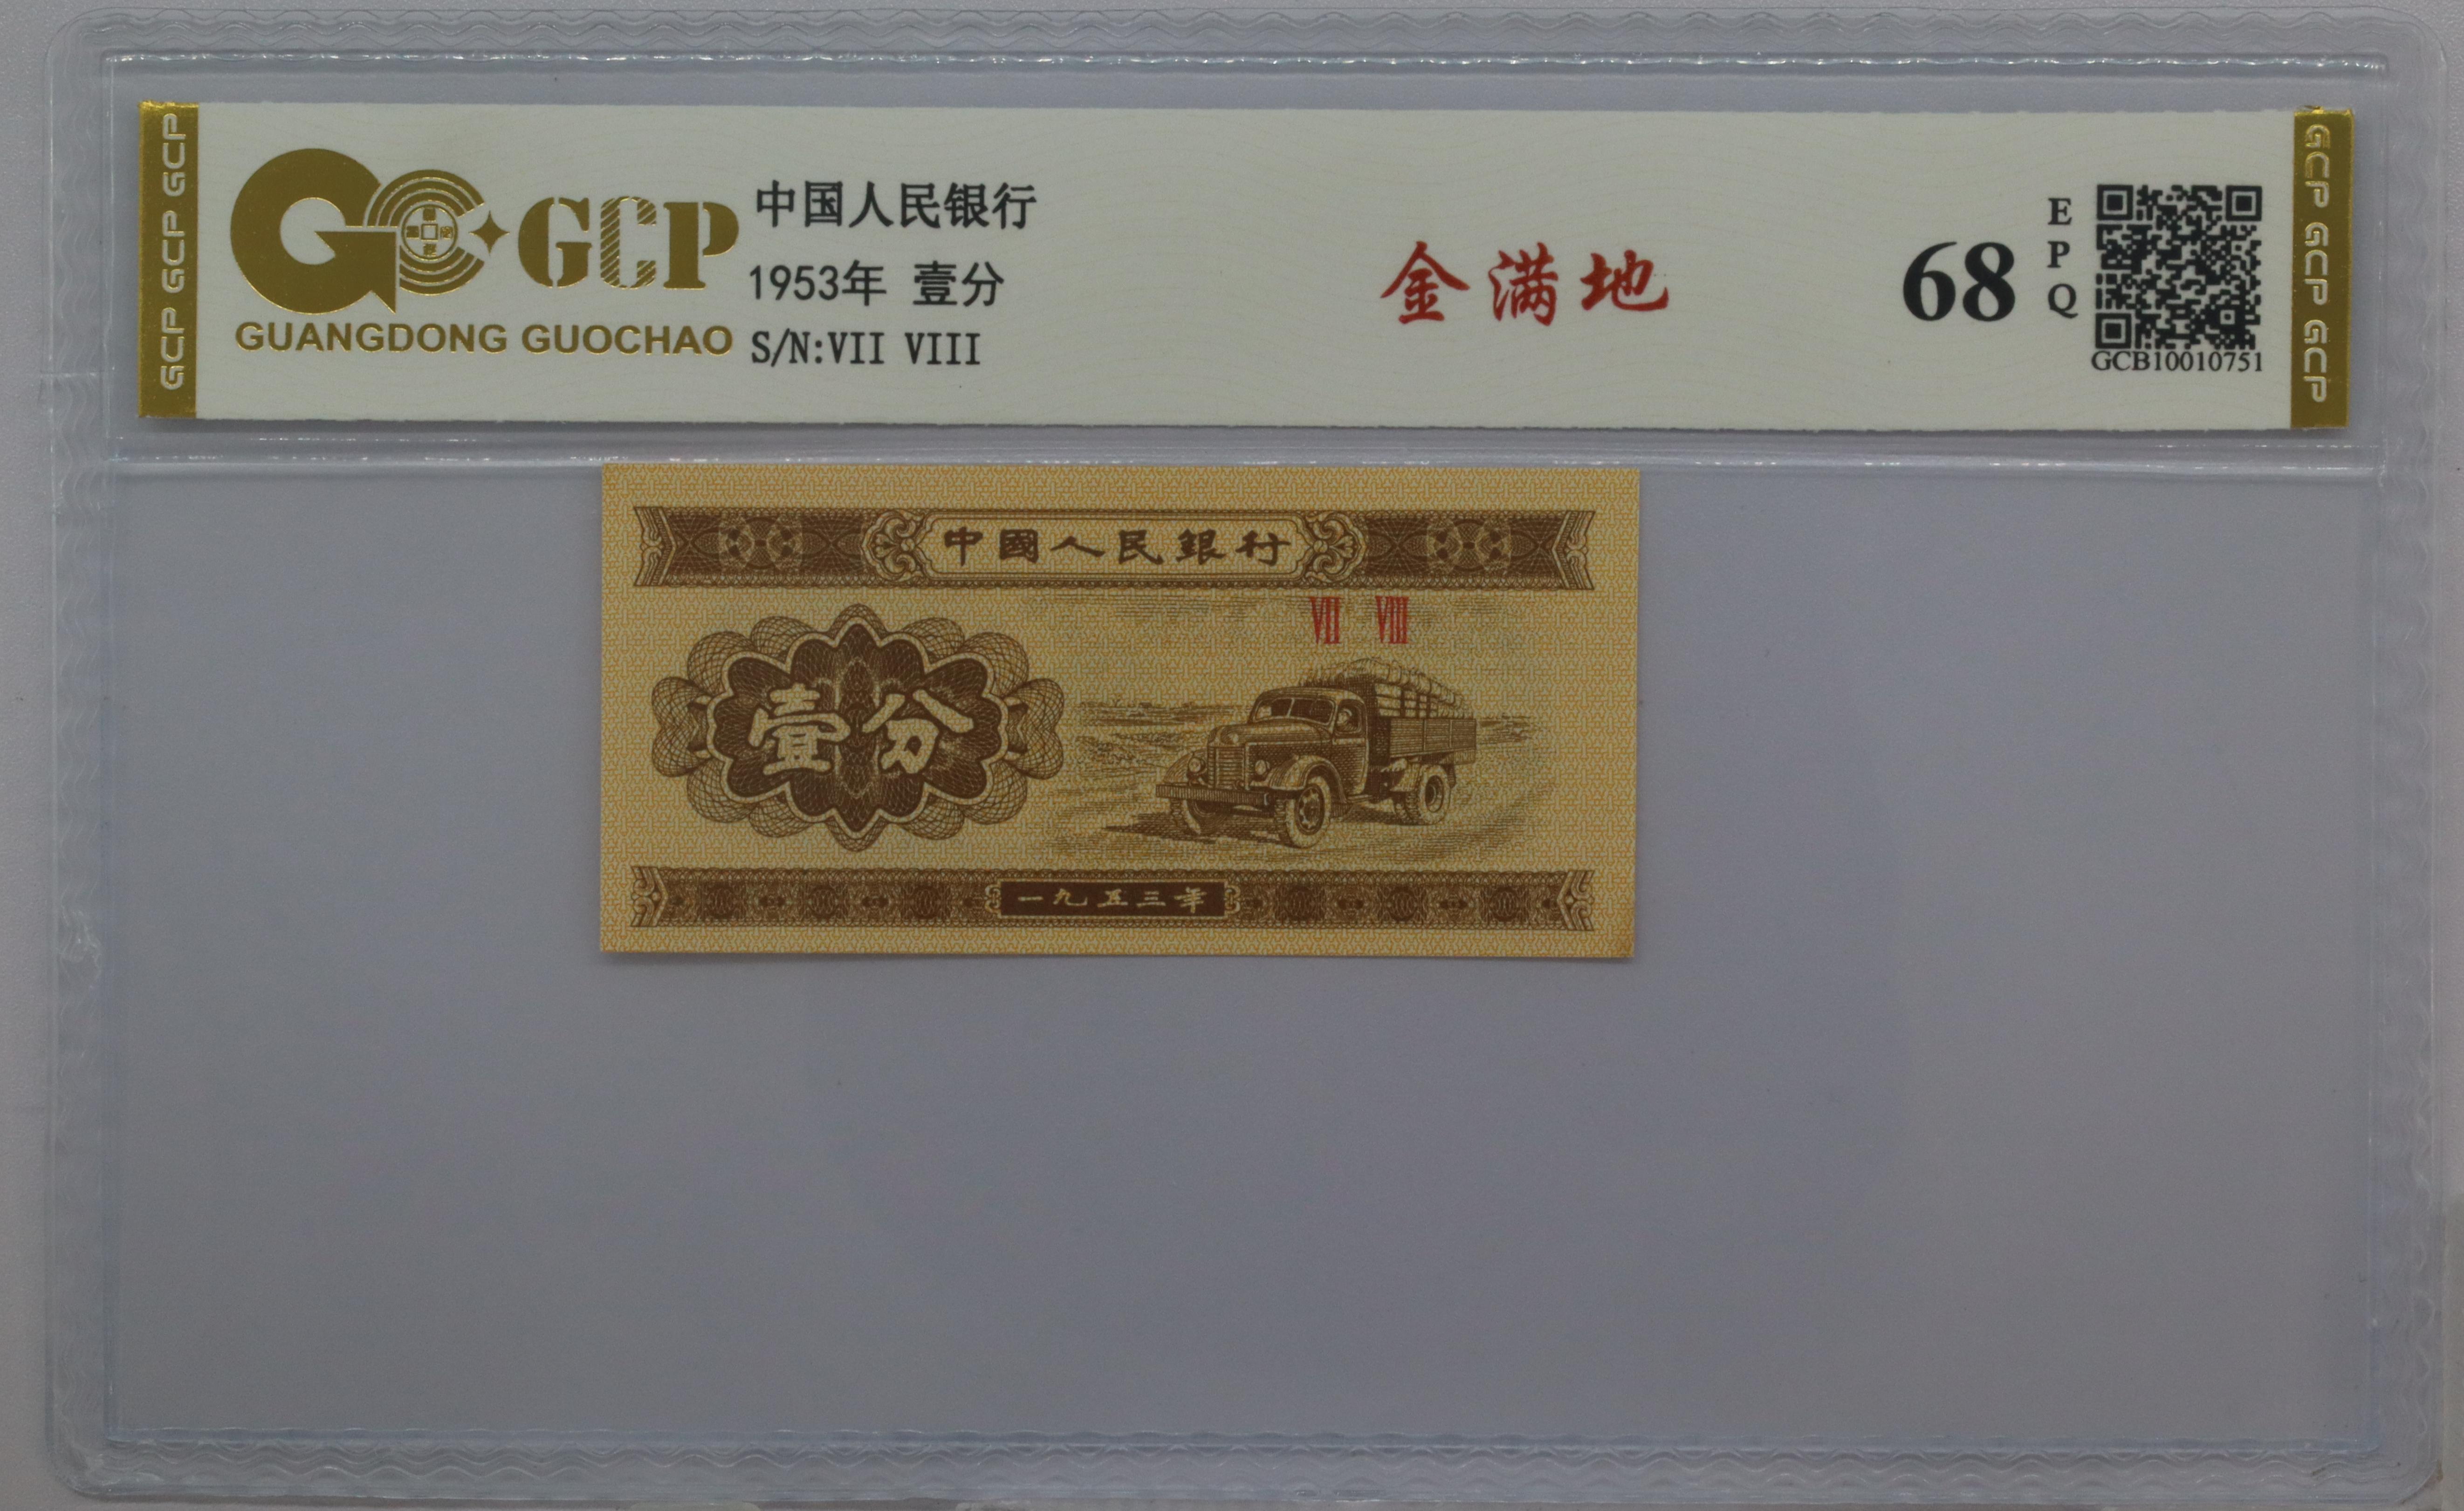 GCP GCP GCP
GCP
GUANGDONG GUOCHAO
中国人民银行
1953年 壹分
S/N:VII VIII
金满地
68
EPQ
GCB10010751
GCP GCP GCP
中國人民銀行
VII VIII
壹分
一九五三年